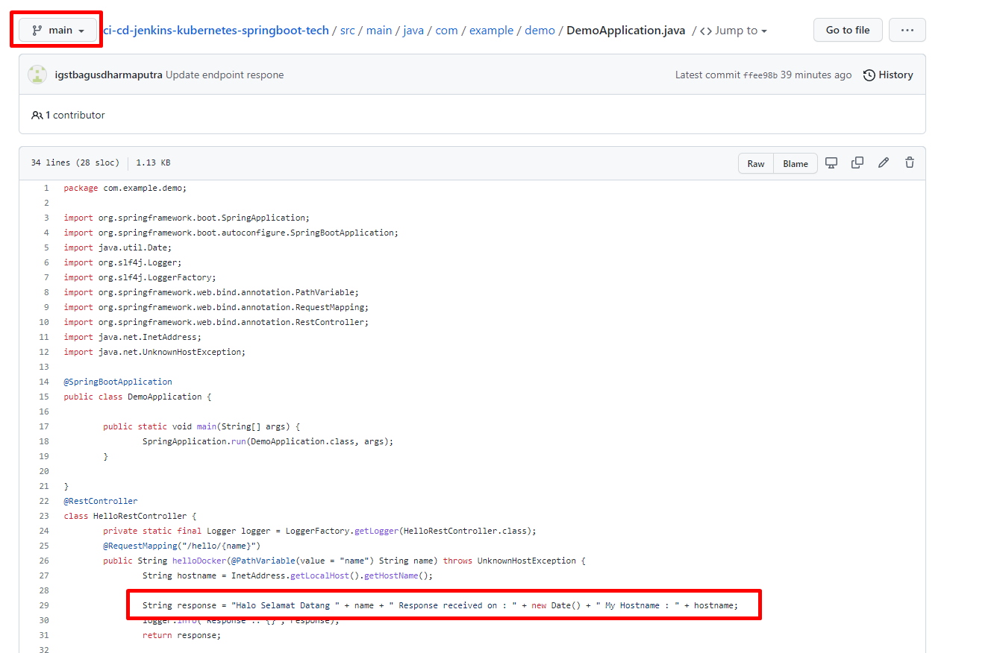 main ci-cd-jenkins-kubernetes-springboot-tech / src / main / java / com / example / demo / DemoApplication.java / <> Jump to Go to file ...
igstbagusdharmaputra Update endpoint respone Latest commit ffee98b 39 minutes ago History
1 contributor
34 lines (28 sloc) 1.13 KB Raw Blame
1 package com.example.demo;
2
3 import org.springframework.boot.SpringApplication;
4 import org.springframework.boot.autoconfigure.SpringBootApplication;
5 import java.util.Date;
6 import org.slf4j.Logger;
7 import org.slf4j.LoggerFactory;
8 import org.springframework.web.bind.annotation.PathVariable;
9 import org.springframework.web.bind.annotation.RequestMapping;
10 import org.springframework.web.bind.annotation.RestController;
11 import java.net.InetAddress;
12 import java.net.UnknownHostException;
13
14 @SpringBootApplication
15 public class DemoApplication {
16
17 public static void main(String[] args) {
18 SpringApplication.run(DemoApplication.class, args);
19 }
20
21 }
22 @RestController
23 class HelloRestController {
24 private static final Logger logger = LoggerFactory.getLogger(HelloRestController.class);
25 @RequestMapping("/hello/{name}")
26 public String helloDocker(@PathVariable(value = "name") String name) throws UnknownHostException {
27 String hostname = InetAddress.getLocalHost().getHostName();
28
29 String response = "Halo Selamat Datang " + name + " Response received on : " + new Date() + " My Hostname : " + hostname;
30 logger.info("Response :: {}", response);
31 return response;
32